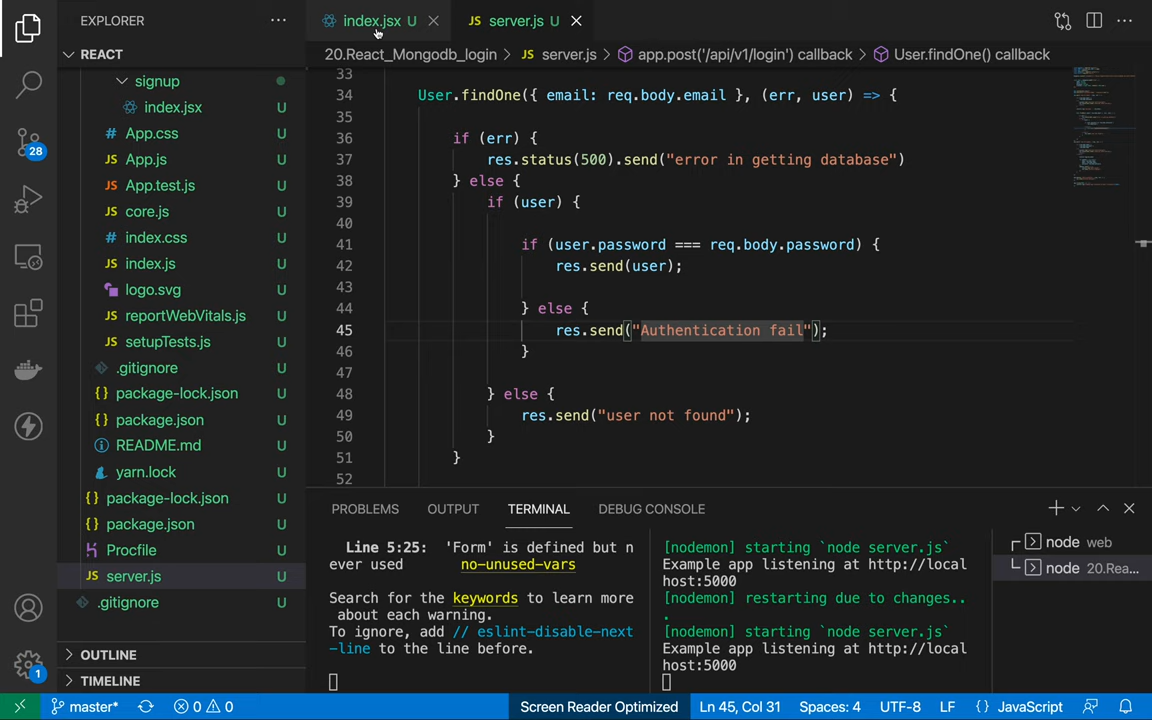 EXPLORER
REACT
signup
index.jsx U
App.css U
App.js U
App.test.js U
core.js U
index.css U
index.js U
logo.svg U
reportWebVitals.js U
setupTests.js U
.gitignore U
package-lock.json U
package.json U
README.md U
yarn.lock U
package-lock.json U
package.json U
Procfile U
server.js U
.gitignore U
OUTLINE
TIMELINE
28
1
index.jsx U
server.js U
20.React_Mongodb_login > server.js > app.post('/api/v1/login') callback > User.findOne() callback
33
34 User.findOne({ email: req.body.email }, (err, user) => {
35
36 if (err) {
37 res.status(500).send("error in getting database")
38 } else {
39 if (user) {
40
41 if (user.password === req.body.password) {
42 res.send(user);
43
44 } else {
45 res.send("Authentication fail");
46 }
47
48 } else {
49 res.send("user not found");
50 }
51 }
52
PROBLEMS OUTPUT TERMINAL DEBUG CONSOLE
Line 5:25: 'Form' is defined but n
ever used no-unused-vars
Search for the keywords to learn more
about each warning.
To ignore, add // eslint-disable-next
-line to the line before.
[nodemon] starting `node server.js`
Example app listening at http://local
host:5000
[nodemon] restarting due to changes..
.
[nodemon] starting `node server.js`
Example app listening at http://local
host:5000
node web
node 20.Rea...
master* 0 0 Screen Reader Optimized Ln 45, Col 31 Spaces: 4 UTF-8 LF {} JavaScript